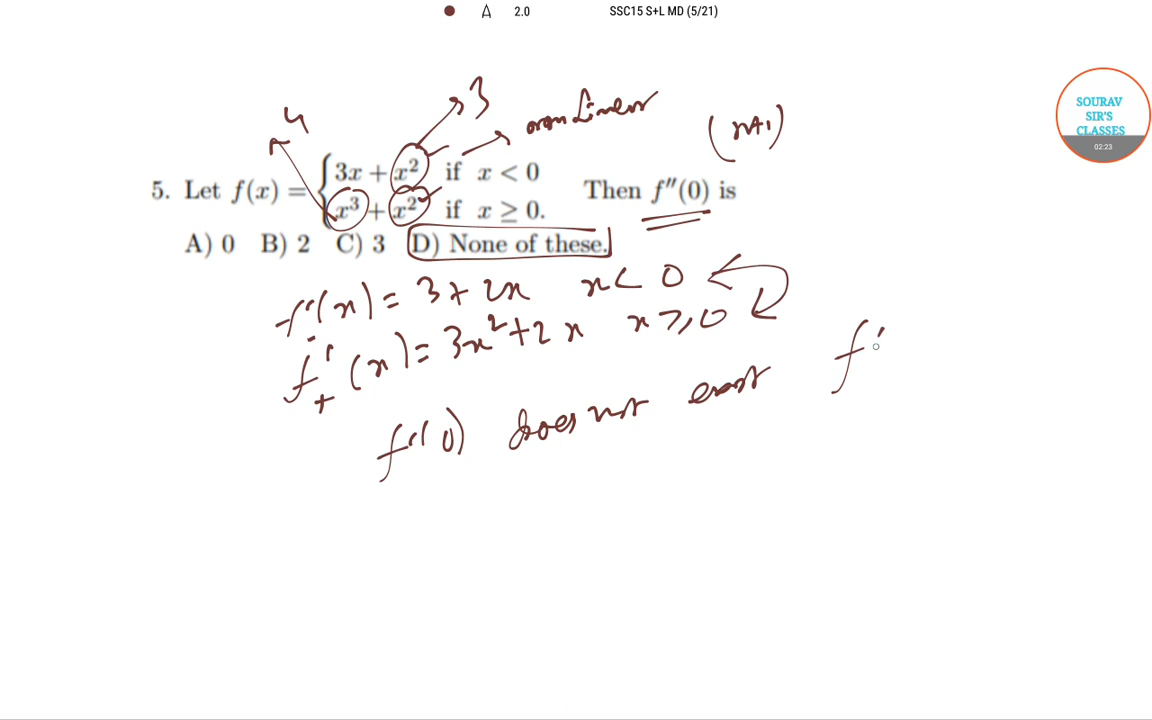 2.0 SSC15 S+L MD (5/21)
SOURAV
SIR'S
CLASSES
02:23
4
3
non Linear
(n+1)
5. Let f(x) = { 3x + x² if x < 0
x³ + x² if x ≥ 0.
Then f″(0) is
A) 0 B) 2 C) 3 D) None of these.
f'(x) = 3 + 2x x < 0
f'₊(x) = 3x² + 2x x ≥ 0
f'(0) does not exist
f'